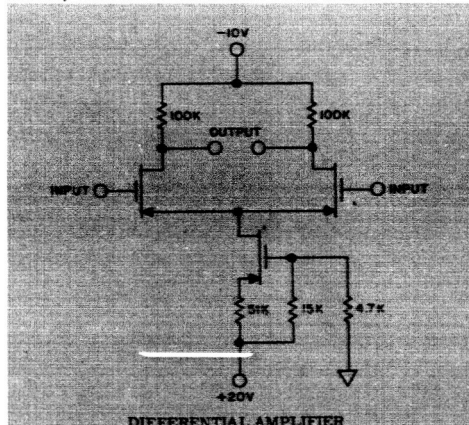 -10V
100K
100K
OUTPUT
INPUT
INPUT
51K
15K
4.7K
+20V
DIFFERENTIAL AMPLIFIER